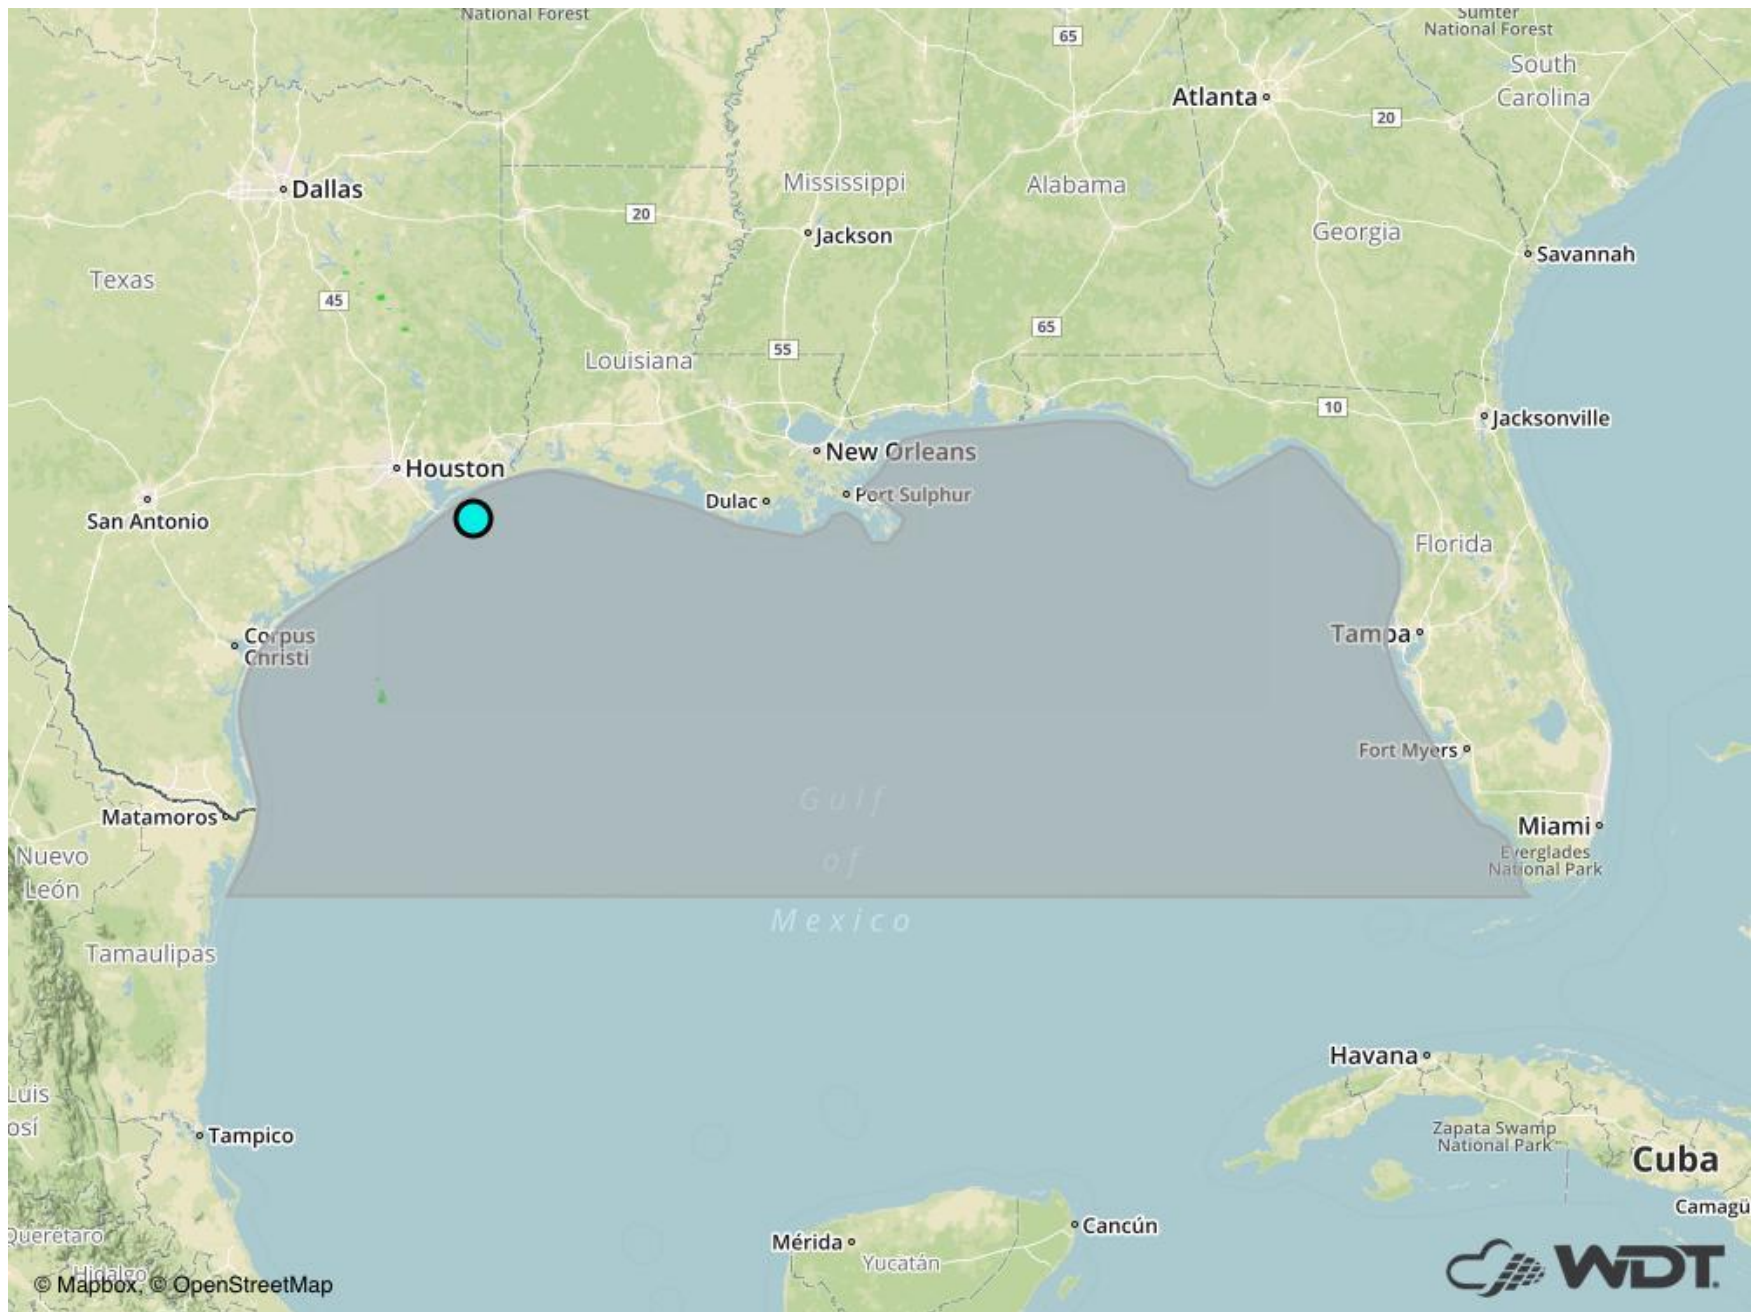 National Forest
65
Sumter
National Forest
South
Carolina
Atlanta
20
Dallas
Mississippi
Alabama
20
Jackson
Georgia
Savannah
Texas
45
65
55
Louisiana
10
Jacksonville
Houston
New Orleans
Dulac
Port Sulphur
San Antonio
Florida
Corpus
Christi
Tampa
Fort Myers
Gulf
of
Mexico
Matamoros
Miami
Everglades
National Park
Nuevo
León
Tamaulipas
Havana
Luis
osí
Tampico
Zapata Swamp
National Park
Cuba
Camagü
Cancún
Mérida
Yucatán
Querétaro
Hidalgo
© Mapbox, © OpenStreetMap
WDT